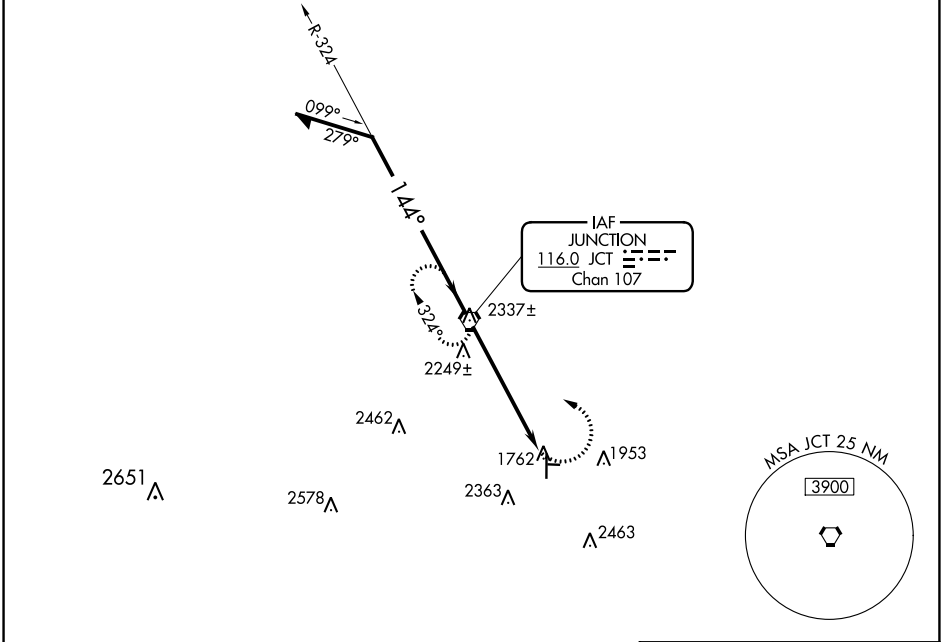 R-324
099°
279°
144°
IAF
JUNCTION
116.0 JCT
Chan 107
2337±
324°
2249±
2462
1762
1953
2651
2578
2363
2463
MSA JCT 25 NM
3900